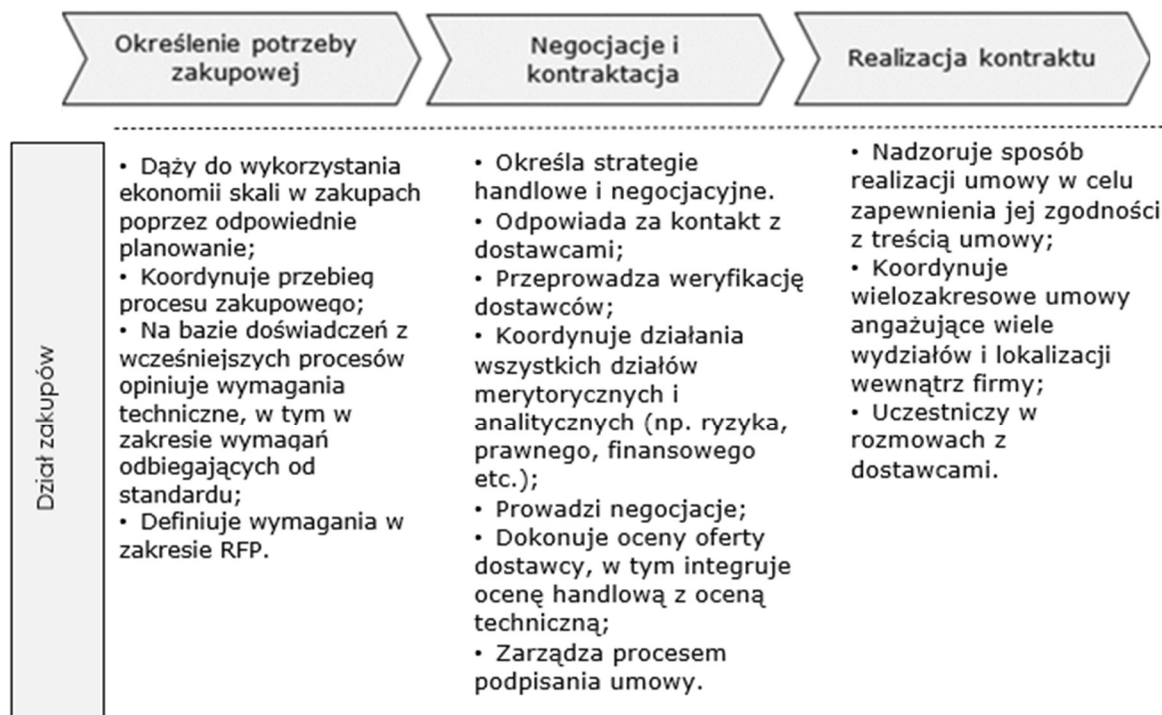 Określenie potrzeby
zakupowej
Negocjacje i
kontraktacja
Realizacja kontraktu
Dział zakupów
• Dąży do wykorzystania
ekonomii skali w zakupach
poprzez odpowiednie
planowanie;
• Koordynuje przebieg
procesu zakupowego;
• Na bazie doświadczeń z
wcześniejszych procesów
opiniuje wymagania
techniczne, w tym w
zakresie wymagań
odbiegających od
standardu;
• Definiuje wymagania w
zakresie RFP.
• Określa strategie
handlowe i negocjacyjne.
• Odpowiada za kontakt z
dostawcami;
• Przeprowadza weryfikację
dostawców;
• Koordynuje działania
wszystkich działów
merytorycznych i
analitycznych (np. ryzyka,
prawnego, finansowego
etc.);
• Prowadzi negocjacje;
• Dokonuje oceny oferty
dostawcy, w tym integruje
ocenę handlową z oceną
techniczną;
• Zarządza procesem
podpisania umowy.
• Nadzoruje sposób
realizacji umowy w celu
zapewnienia jej zgodności
z treścią umowy;
• Koordynuje
wielozakresowe umowy
angażujące wiele
wydziałów i lokalizacji
wewnątrz firmy;
• Uczestniczy w
rozmowach z
dostawcami.